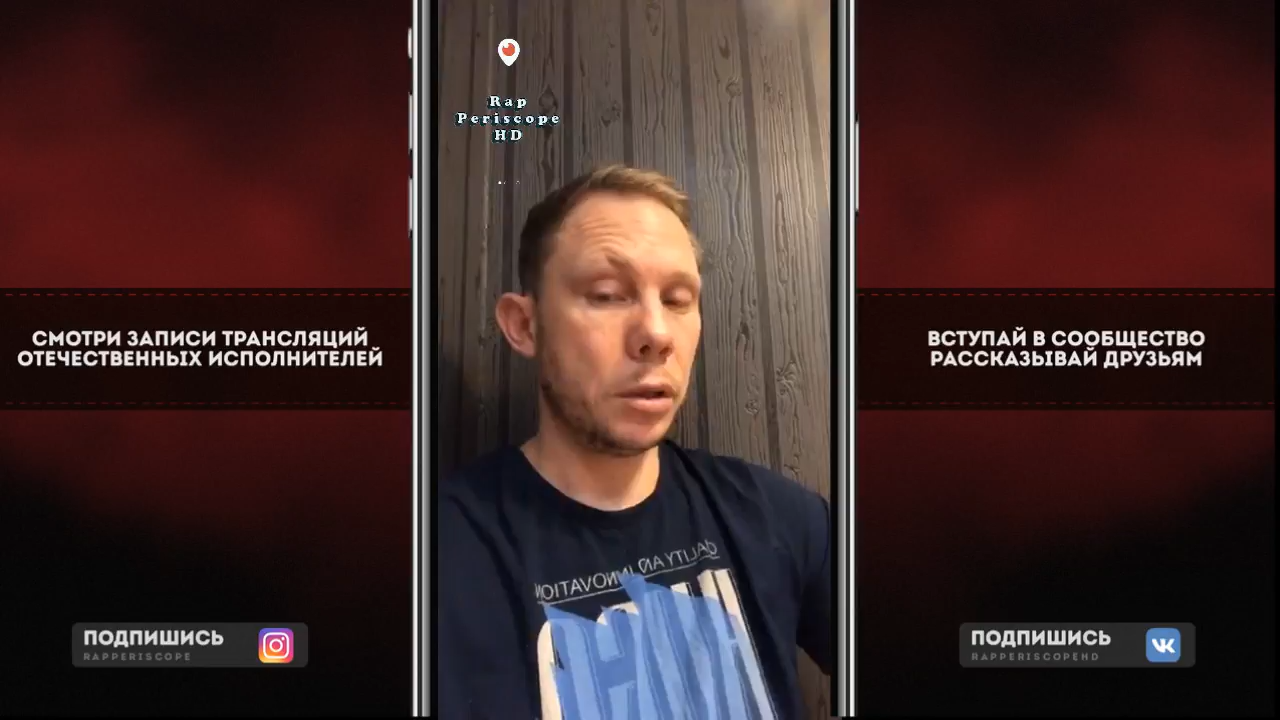 Rap
Periscope
HD
СМОТРИ ЗАПИСИ ТРАНСЛЯЦИЙ
ОТЕЧЕСТВЕННЫХ ИСПОЛНИТЕЛЕЙ
ВСТУПАЙ В СООБЩЕСТВО
РАССКАЗЫВАЙ ДРУЗЬЯМ
QUALITY AND INNOVATION
ПОДПИШИСЬ
RAPPERISCOPE
ПОДПИШИСЬ
RAPPERISCOPEHD